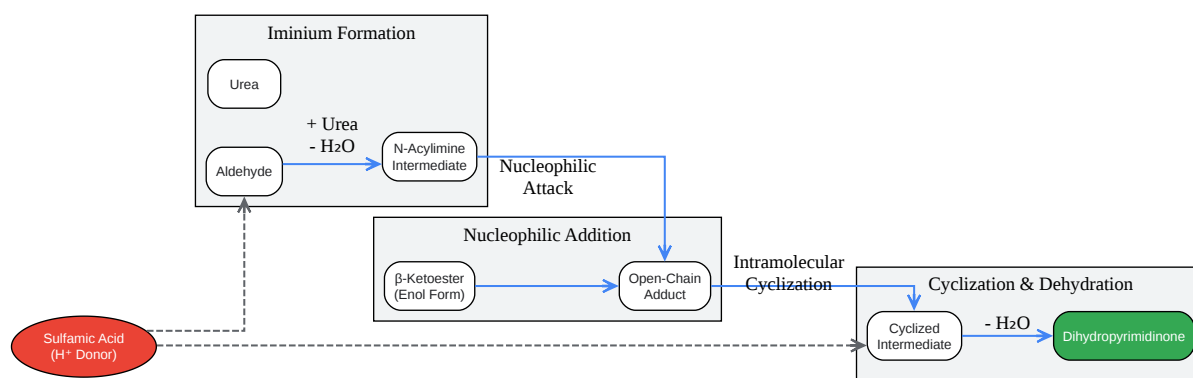 Iminium Formation
Urea
+ Urea
- H₂O
Aldehyde
N-Acylimine
Intermediate
Nucleophilic
Attack
Nucleophilic Addition
β-Ketoester
(Enol Form)
Open-Chain
Adduct
Intramolecular
Cyclization
Cyclization & Dehydration
Sulfamic Acid
(H⁺ Donor)
Cyclized
Intermediate
- H₂O
Dihydropyrimidinone